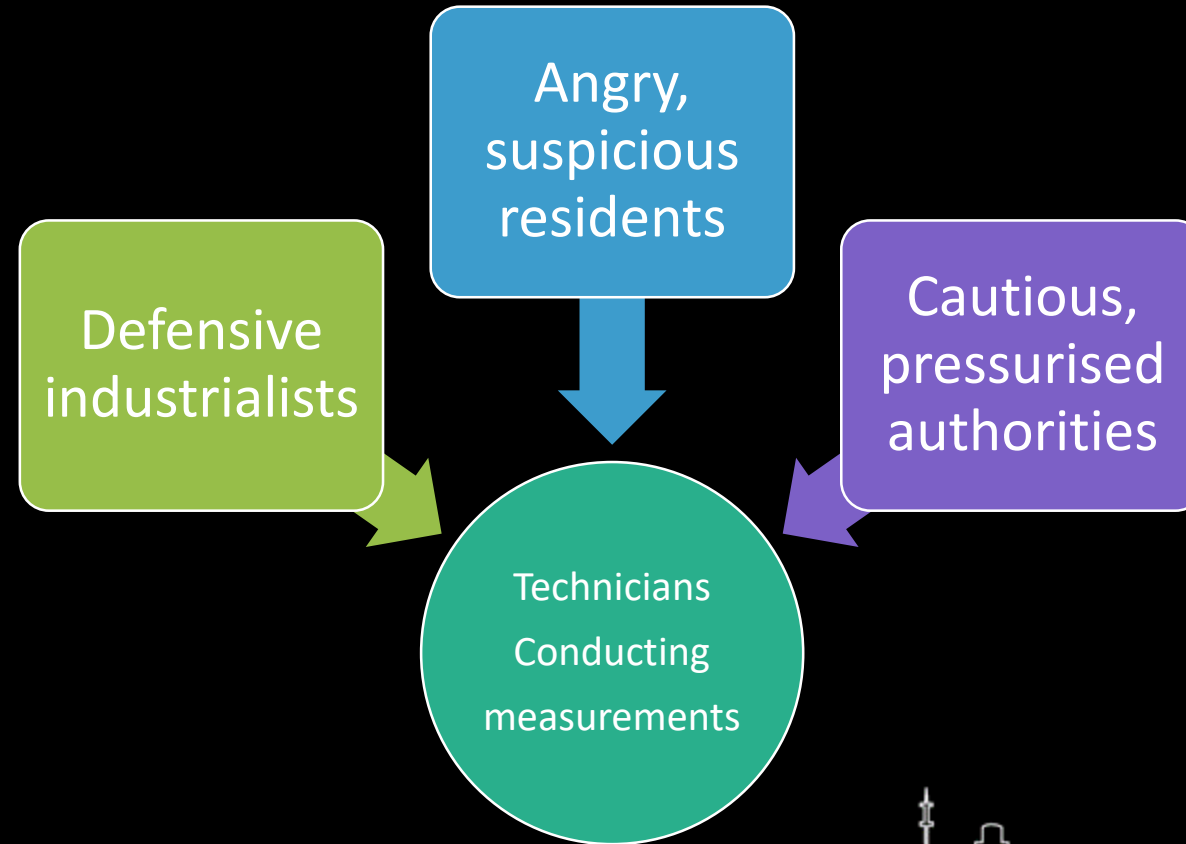 Angry,
suspicious
residents
Defensive
industrialists
Cautious,
pressurised
authorities
Technicians
Conducting
measurements